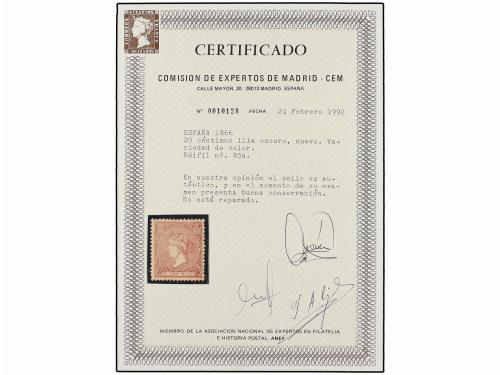 CERTIFICADO
COMISION DE EXPERTOS DE MADRID - CEM
CALLE MAYOR, 30 . 28013 MADRID. ESPAÑA
Nº 0010128 FECHA 24 Febrero 1992
ESPAÑA 1866
20 céntimos lila oscuro, nuevo. Va-
riedad de color.
Edifil nº. 85a.
En nuestra opinión el sello es au-
téntico, y en el momento de su exa-
men presenta buena conservación.
No está reparado.
MIEMBRO DE LA ASOCIACION NACIONAL DE EXPERTOS EN FILATELIA
E HISTORIA POSTAL. ANEF